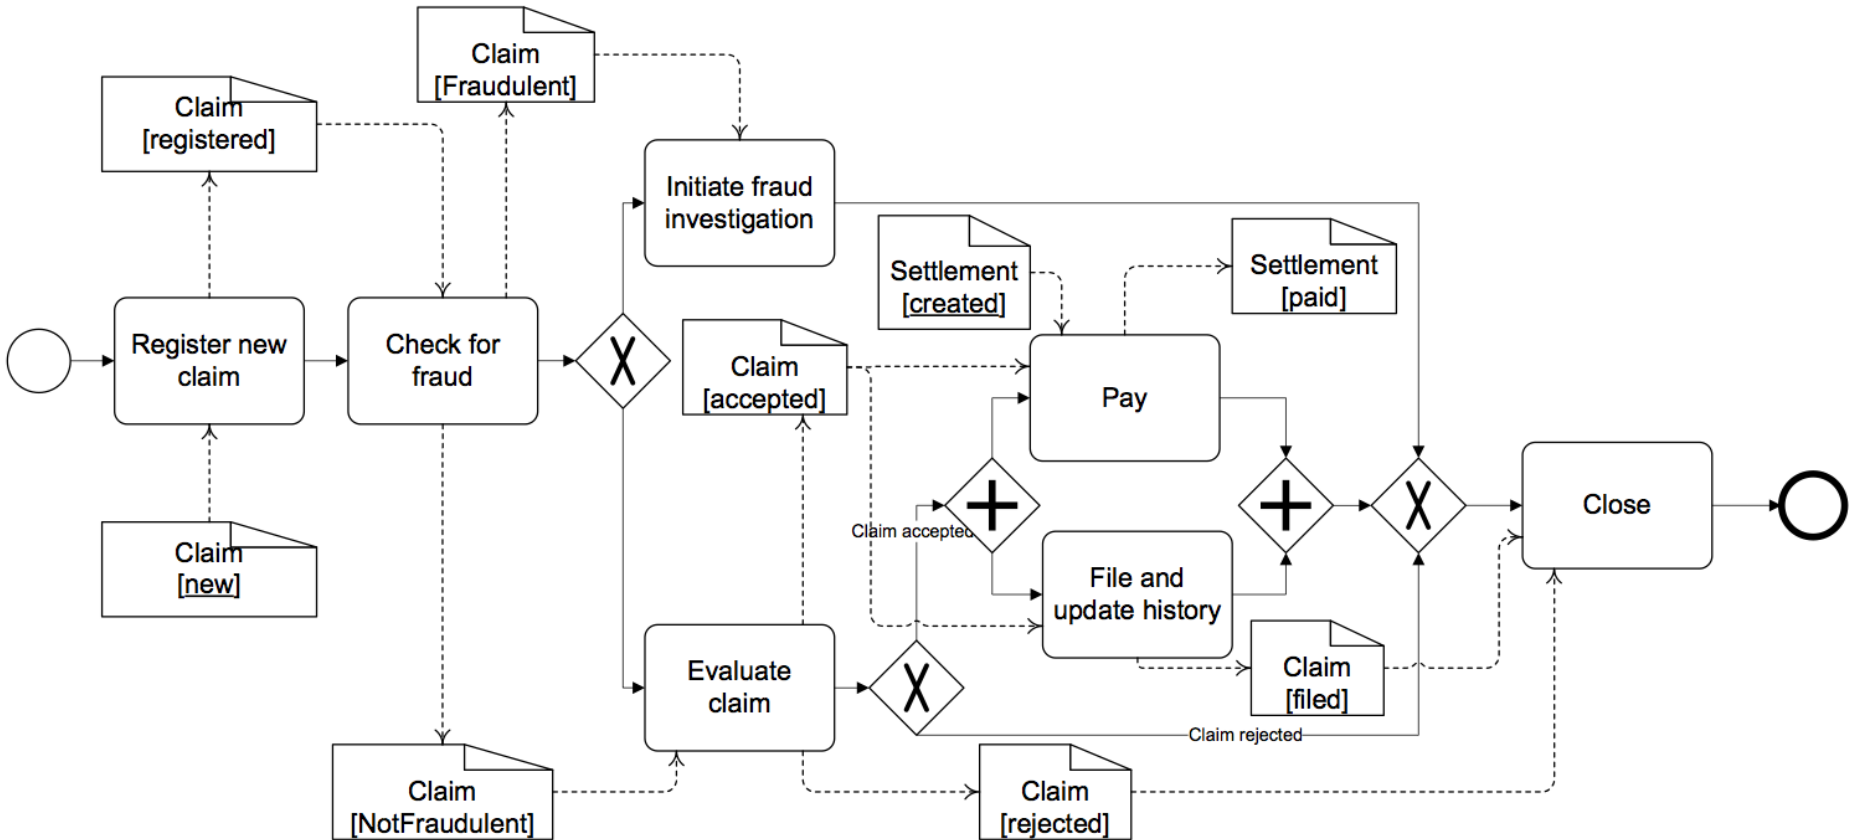 Claim
[Fraudulent]
Claim
[registered]
Initiate fraud
investigation
Settlement
[created]
Settlement
[paid]
Register new
claim
Check for
fraud
Claim
[accepted]
Pay
Claim accepted
Close
Claim
[new]
File and
update history
Evaluate
claim
Claim
[filed]
Claim rejected
Claim
[NotFraudulent]
Claim
[rejected]